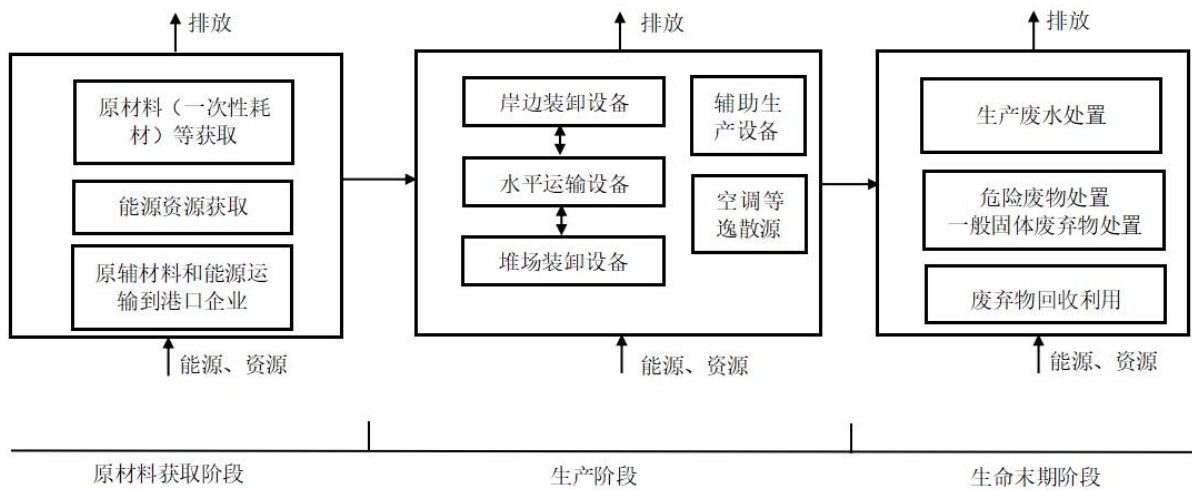 排放
原材料（一次性耗
材）等获取
能源资源获取
原辅材料和能源运
输到港口企业
能源、资源
排放
岸边装卸设备
水平运输设备
堆场装卸设备
辅助生
产设备
空调等
逸散源
能源、资源
排放
生产废水处置
危险废物处置
一般固体废弃物处置
废弃物回收利用
能源、资源
原材料获取阶段
生产阶段
生命末期阶段